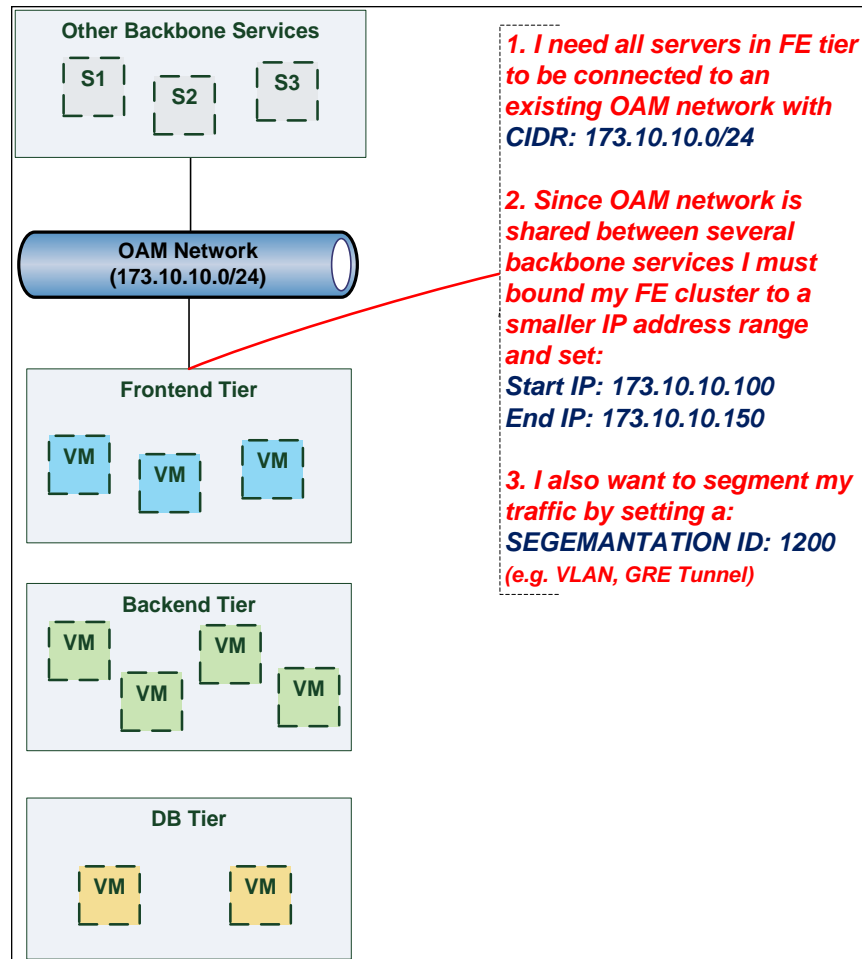 Other Backbone Services
S1
S2
S3
OAM Network
(173.10.10.0/24)
Frontend Tier
VM
VM
VM
Backend Tier
VM
VM
VM
VM
DB Tier
VM
VM
1. I need all servers in FE tier
to be connected to an
existing OAM network with
CIDR: 173.10.10.0/24
2. Since OAM network is
shared between several
backbone services I must
bound my FE cluster to a
smaller IP address range
and set:
Start IP: 173.10.10.100
End IP: 173.10.10.150
3. I also want to segment my
traffic by setting a:
SEGEMANTATION ID: 1200
(e.g. VLAN, GRE Tunnel)